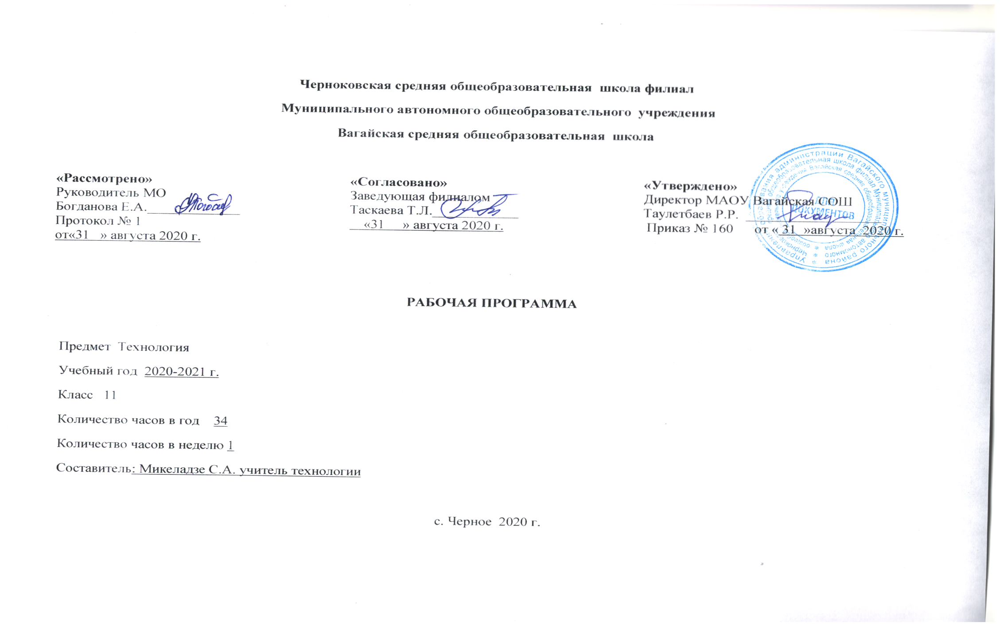 Черноковская средняя общеобразовательная школа филиал
Муниципального автономного общеобразовательного учреждения
Вагайская средняя общеобразовательная школа
«Рассмотрено»
Руководитель МО
Богданова Е.А.
Протокол № 1
от«31 » августа 2020 г.
«Согласовано»
Заведующая филиалом
Таскаева Т.Л.
«31 » августа 2020 г.
«Утверждено»
Директор МАОУ Вагайская СОШ
Таулетбаев Р.Р.
Приказ № 160 от « 31 »августа 2020 г.
Управление образования администрации Вагайского муниципального района *
Черноковская средняя общеобразовательная школа филиал Муниципального автономного *
общеобразовательного учреждения Вагайская средняя общеобразовательная школа *
ДЛЯ
ДОКУМЕНТОВ
РАБОЧАЯ ПРОГРАММА
Предмет Технология
Учебный год 2020-2021 г.
Класс 11
Количество часов в год 34
Количество часов в неделю 1
Составитель: Микеладзе С.А. учитель технологии
с. Черное 2020 г.